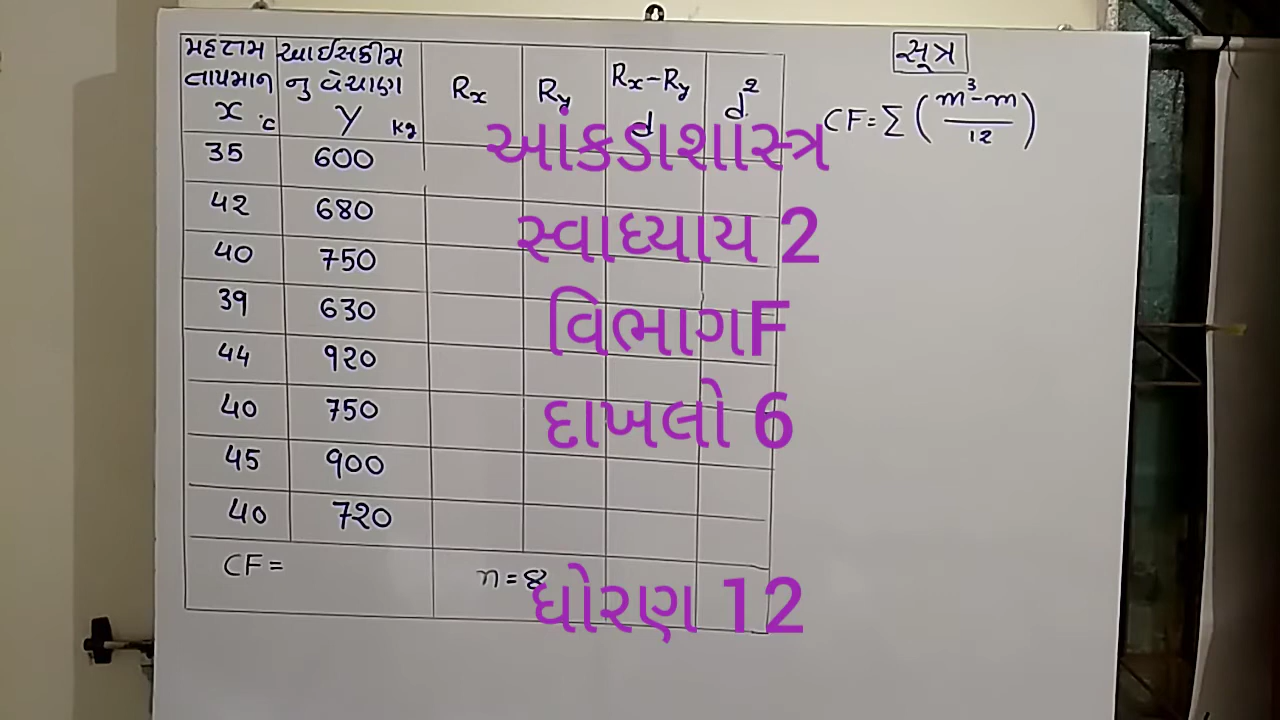 મહત્તમ તાપમાન x °c | આઈસક્રીમ નુ વેચાણ y kg | Rx | Ry | Rx-Ry d | d²
35 | 600
42 | 680
40 | 750
39 | 630
44 | 920
40 | 750
45 | 900
40 | 720
CF= | n=8
સૂત્ર
CF= Σ ( m³-m / 12 )
આંકડાશાસ્ત્ર
સ્વાધ્યાય 2
વિભાગF
દાખલો 6
ધોરણ 12